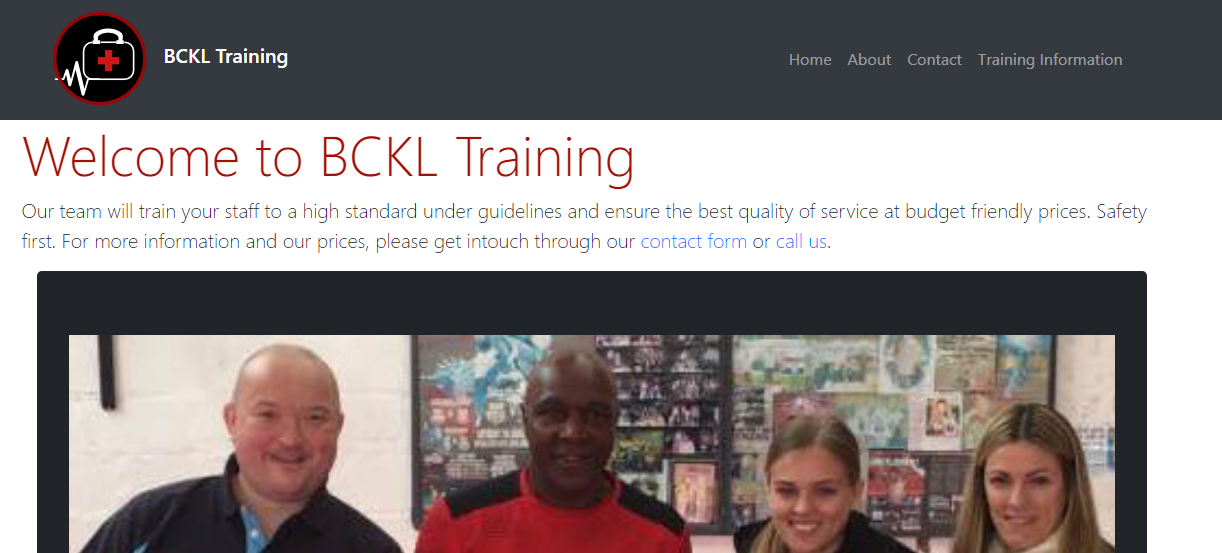 BCKL Training
Home About Contact Training Information
Welcome to BCKL Training
Our team will train your staff to a high standard under guidelines and ensure the best quality of service at budget friendly prices. Safety
first. For more information and our prices, please get intouch through our contact form or call us.